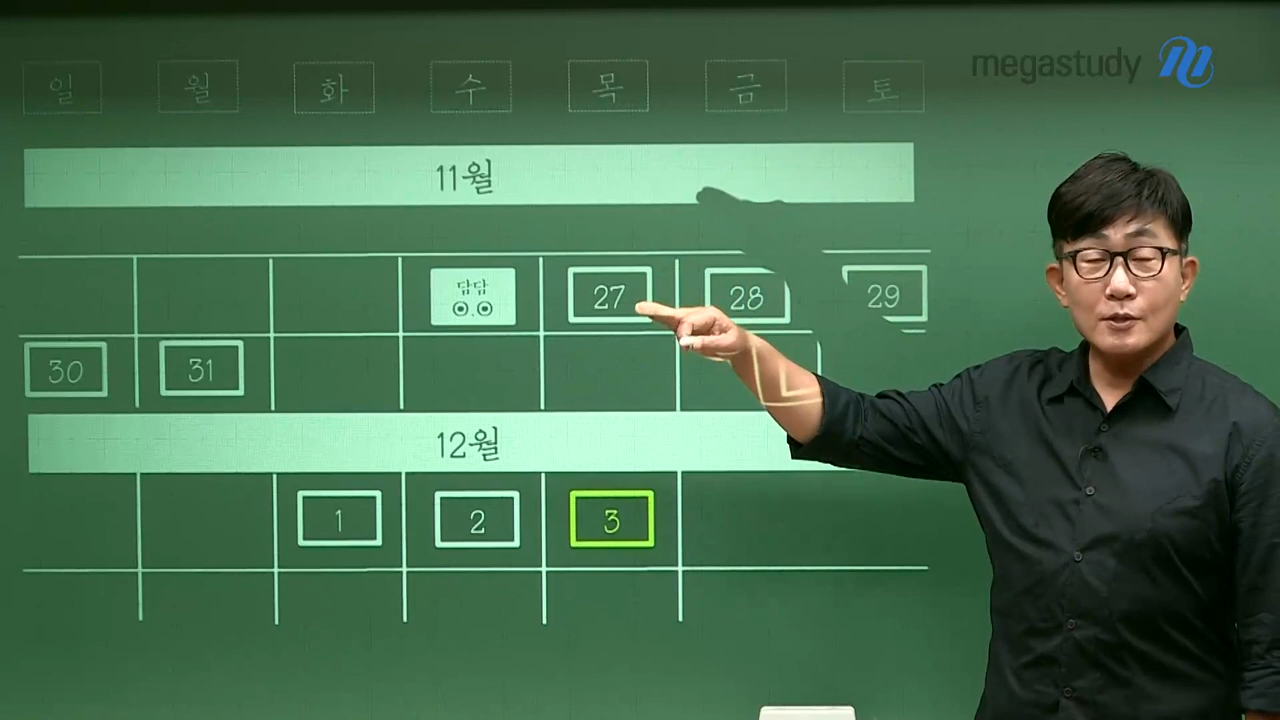 megastudy
일 월 화 수 목 금 토
11월
담담
27 28 29
30 31
12월
1 2 3